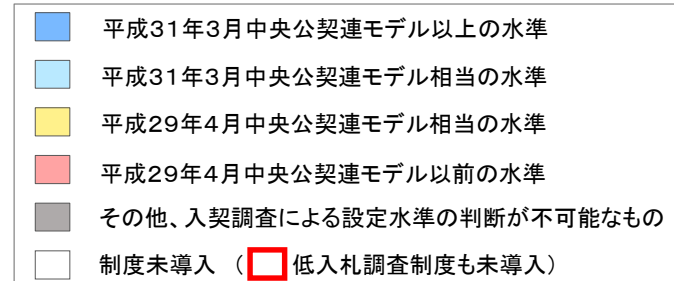 平成31年3月中央公契連モデル以上の水準
平成31年3月中央公契連モデル相当の水準
平成29年4月中央公契連モデル相当の水準
平成29年4月中央公契連モデル以前の水準
その他、入契調査による設定水準の判断が不可能なもの
制度未導入 （ 低入札調査制度も未導入）